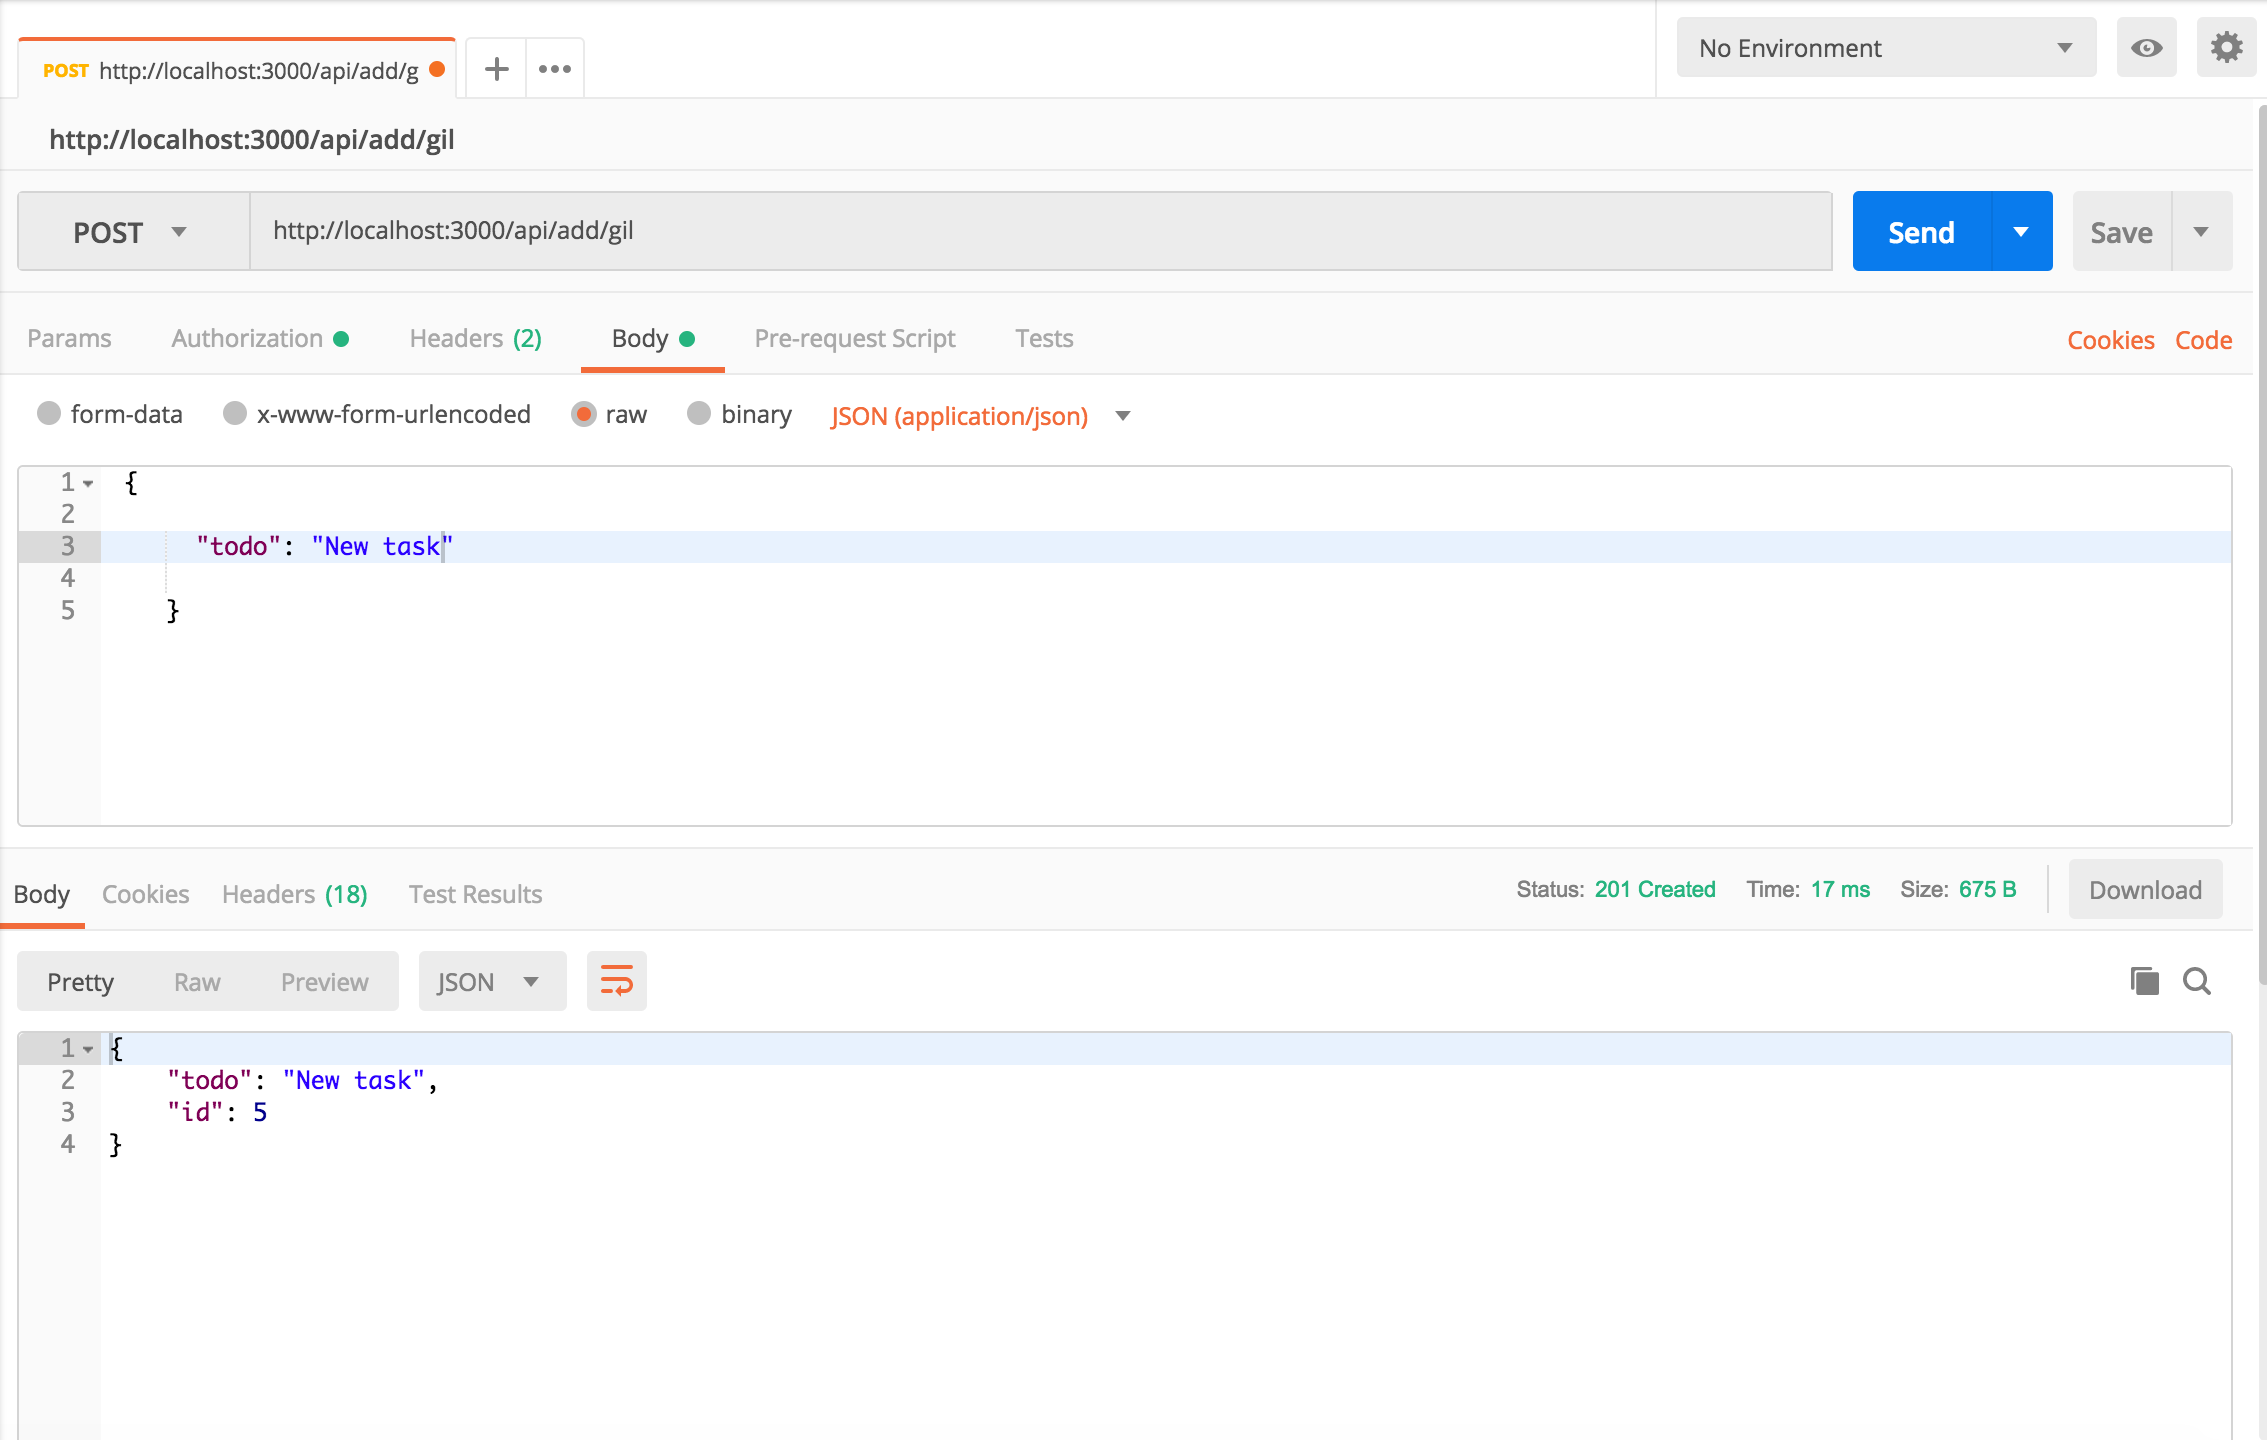 POST http://localhost:3000/api/add/g
No Environment
http://localhost:3000/api/add/gil
POST http://localhost:3000/api/add/gil Send Save
Params Authorization Headers (2) Body Pre-request Script Tests Cookies Code
form-data x-www-form-urlencoded raw binary JSON (application/json)
1 {
2
3 "todo": "New task"
4
5 }
Body Cookies Headers (18) Test Results Status: 201 Created Time: 17 ms Size: 675 B Download
Pretty Raw Preview JSON
1 {
2 "todo": "New task",
3 "id": 5
4 }